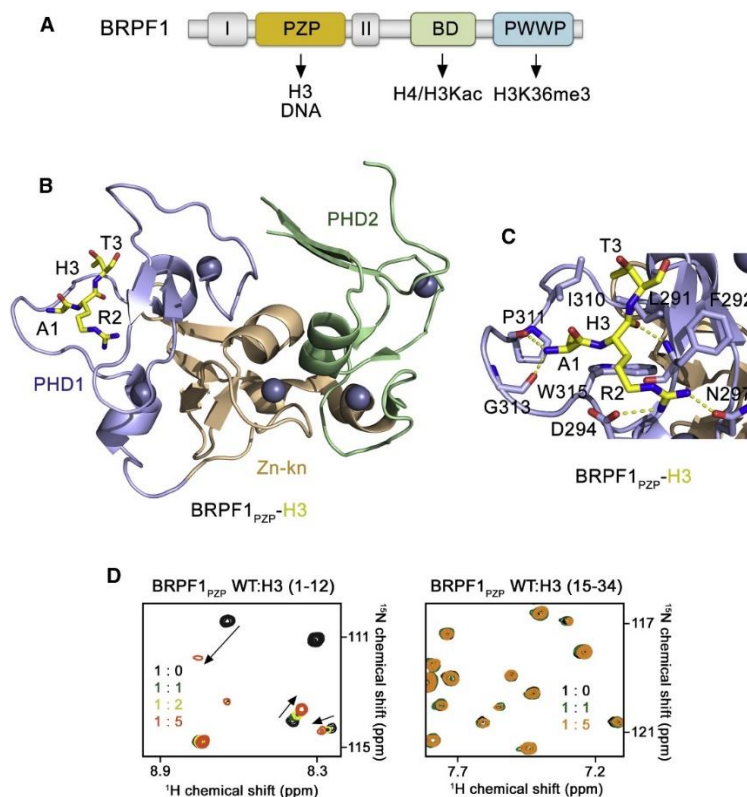 A
BRPF1
I PZP II BD PWWP
H3
DNA
H4/H3Kac
H3K36me3
B
PHD2
T3
H3
A1
R2
PHD1
Zn-kn
BRPF1PZP-H3
C
T3
I310
L291
F292
P311
H3
A1
G313
W315
R2
N297
D294
BRPF1PZP-H3
D
BRPF1PZP WT:H3 (1-12)
1 : 0
1 : 1
1 : 2
1 : 5
111
115
15N chemical shift (ppm)
8.9 8.3
1H chemical shift (ppm)
BRPF1PZP WT:H3 (15-34)
1 : 0
1 : 1
1 : 5
117
121
15N chemical shift (ppm)
7.7 7.2
1H chemical shift (ppm)